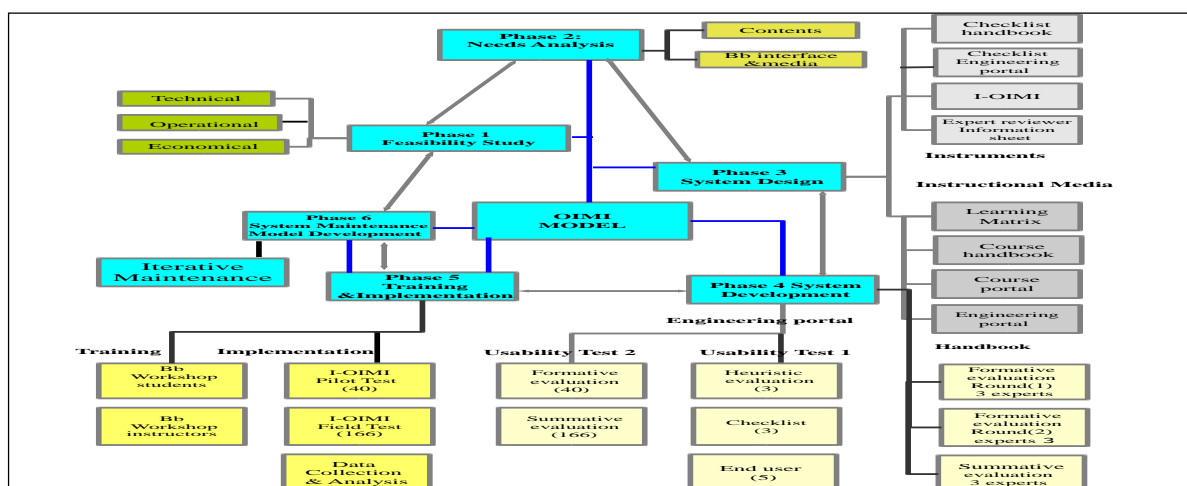 Phase 2:
Needs Analysis
Contents
Bb interface
&media
Checklist
handbook
Checklist
Engineering
portal
I-OIMI
Expert reviewer
Information
sheet
Instruments
Technical
Operational
Economical
Phase 1
Feasibility Study
Phase 3
System Design
Instructional Media
Learning
Matrix
Course
handbook
Course
portal
Engineering
portal
Handbook
Phase 6
System Maintenance
Model Development
OIMI
MODEL
Iterative
Maintenance
Phase 5
Training
&Implementation
Phase 4 System
Development
Engineering portal
Training
Implementation
Usability Test 2
Usability Test 1
Bb
Workshop
students
Bb
Workshop
instructors
I-OIMI
Pilot Test
(40)
I-OIMI
Field Test
(166)
Data
Collection
& Analysis
Formative
evaluation
(40)
Summative
evaluation
(166)
Heuristic
evaluation
(3)
Checklist
(3)
End user
(5)
Formative
evaluation
Round(1)
3 experts
Formative
evaluation
Round(2)
experts 3
Summative
evaluation
3 experts